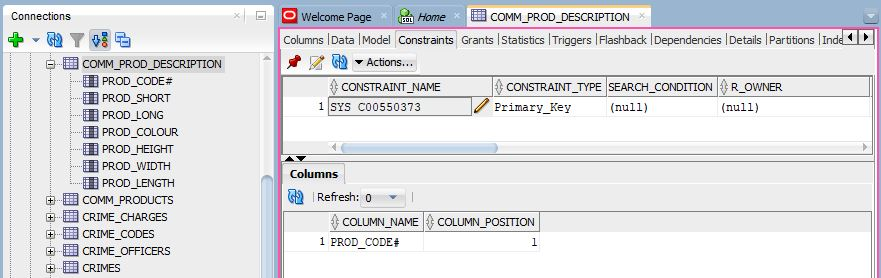 Connections
COMM_PROD_DESCRIPTION
PROD_CODE#
PROD_SHORT
PROD_LONG
PROD_COLOUR
PROD_HEIGHT
PROD_WIDTH
PROD_LENGTH
COMM_PRODUCTS
CRIME_CHARGES
CRIME_CODES
CRIME_OFFICERS
CRIMES
Welcome Page Home COMM_PROD_DESCRIPTION
Columns Data Model Constraints Grants Statistics Triggers Flashback Dependencies Details Partitions Inde
Actions...
CONSTRAINT_NAME CONSTRAINT_TYPE SEARCH_CONDITION R_OWNER
1 SYS_C00550373 Primary_Key (null) (null)
Columns
Refresh: 0
COLUMN_NAME COLUMN_POSITION
1 PROD_CODE# 1